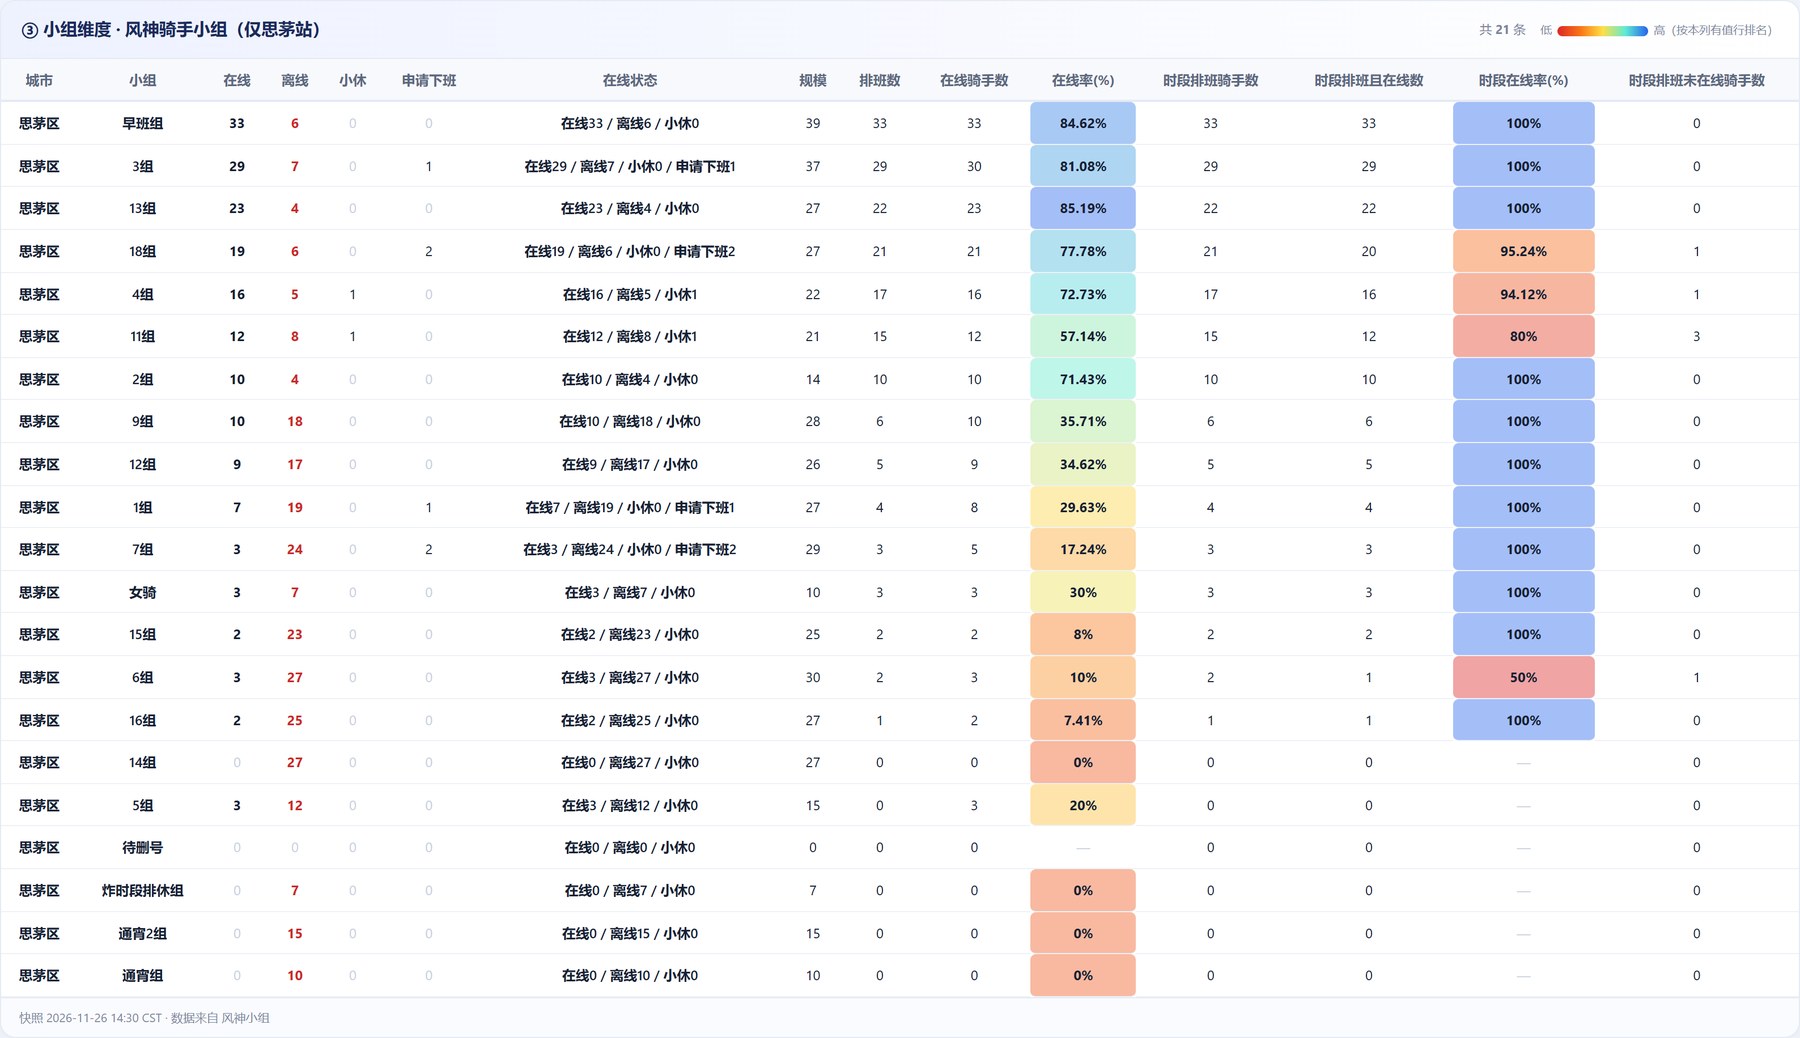 ③ 小组维度 · 风神骑手小组（仅思茅站）
共 21 条 低 高 (按本列有值行排名)
城市 小组 在线 离线 小休 申请下班 在线状态 规模 排班数 在线骑手数 在线率(%) 时段排班骑手数 时段排班且在线数 时段在线率(%) 时段排班未在线骑手数
思茅区 早班组 33 6 0 0 在线33 / 离线6 / 小休0 39 33 33 84.62% 33 33 100% 0
思茅区 3组 29 7 0 1 在线29 / 离线7 / 小休0 / 申请下班1 37 29 30 81.08% 29 29 100% 0
思茅区 13组 23 4 0 0 在线23 / 离线4 / 小休0 27 22 23 85.19% 22 22 100% 0
思茅区 18组 19 6 0 2 在线19 / 离线6 / 小休0 / 申请下班2 27 21 21 77.78% 21 20 95.24% 1
思茅区 4组 16 5 1 0 在线16 / 离线5 / 小休1 22 17 16 72.73% 17 16 94.12% 1
思茅区 11组 12 8 1 0 在线12 / 离线8 / 小休1 21 15 12 57.14% 15 12 80% 3
思茅区 2组 10 4 0 0 在线10 / 离线4 / 小休0 14 10 10 71.43% 10 10 100% 0
思茅区 9组 10 18 0 0 在线10 / 离线18 / 小休0 28 6 10 35.71% 6 6 100% 0
思茅区 12组 9 17 0 0 在线9 / 离线17 / 小休0 26 5 9 34.62% 5 5 100% 0
思茅区 1组 7 19 0 1 在线7 / 离线19 / 小休0 / 申请下班1 27 4 8 29.63% 4 4 100% 0
思茅区 7组 3 24 0 2 在线3 / 离线24 / 小休0 / 申请下班2 29 3 5 17.24% 3 3 100% 0
思茅区 女骑 3 7 0 0 在线3 / 离线7 / 小休0 10 3 3 30% 3 3 100% 0
思茅区 15组 2 23 0 0 在线2 / 离线23 / 小休0 25 2 2 8% 2 2 100% 0
思茅区 6组 3 27 0 0 在线3 / 离线27 / 小休0 30 2 3 10% 2 1 50% 1
思茅区 16组 2 25 0 0 在线2 / 离线25 / 小休0 27 1 2 7.41% 1 1 100% 0
思茅区 14组 0 27 0 0 在线0 / 离线27 / 小休0 27 0 0 0% 0 0 — 0
思茅区 5组 3 12 0 0 在线3 / 离线12 / 小休0 15 0 3 20% 0 0 — 0
思茅区 待删号 0 0 0 0 在线0 / 离线0 / 小休0 0 0 0 — 0 0 — 0
思茅区 炸时段排休组 0 7 0 0 在线0 / 离线7 / 小休0 7 0 0 0% 0 0 — 0
思茅区 通宵2组 0 15 0 0 在线0 / 离线15 / 小休0 15 0 0 0% 0 0 — 0
思茅区 通宵组 0 10 0 0 在线0 / 离线10 / 小休0 10 0 0 0% 0 0 — 0
快照 2026-11-26 14:30 CST · 数据来自 风神小组